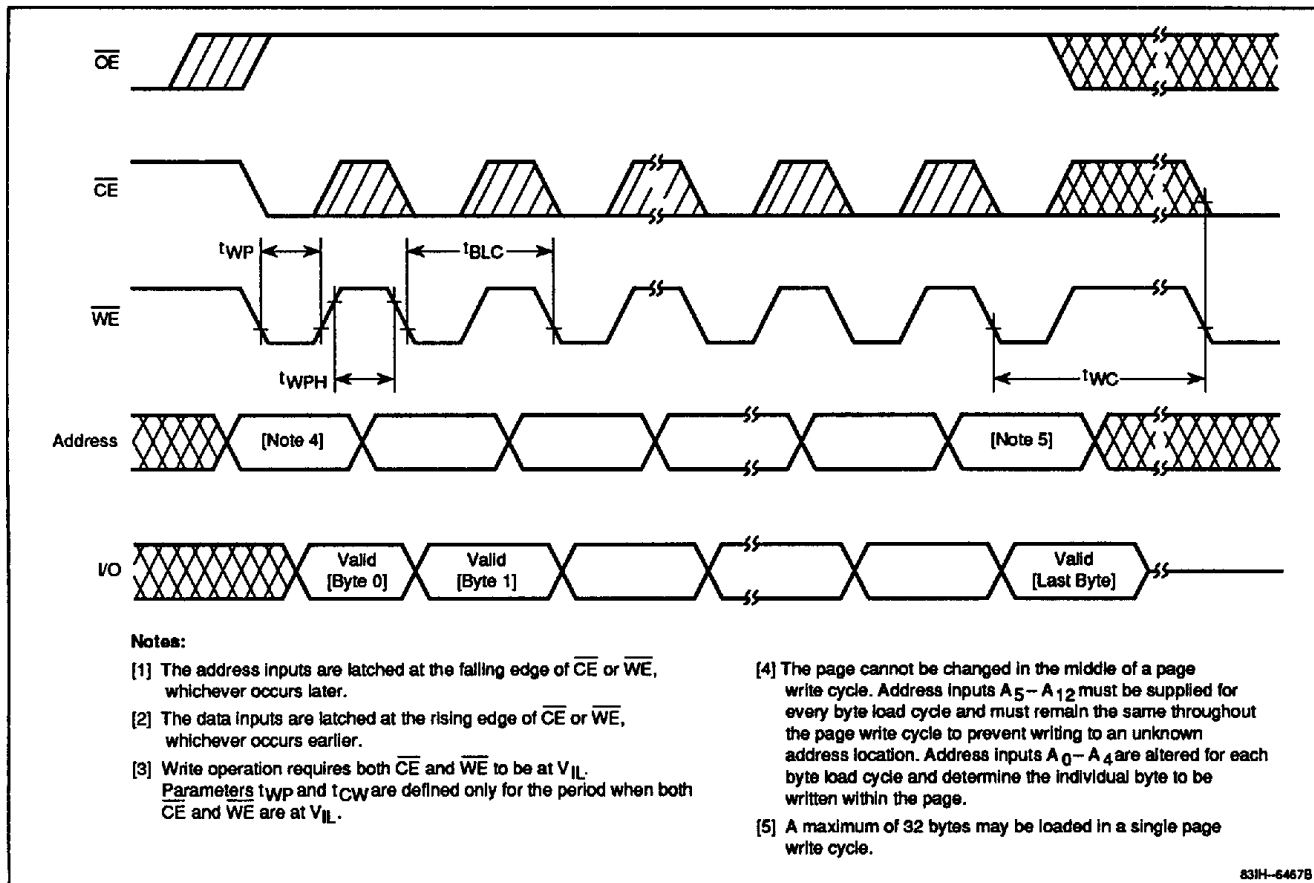 OE
CE
tWP
tBLC
WE
tWPH
tWC
Address
[Note 4]
[Note 5]
I/O
Valid
[Byte 0]
Valid
[Byte 1]
Valid
[Last Byte]
Notes:
[1] The address inputs are latched at the falling edge of CE or WE,
whichever occurs later.
[2] The data inputs are latched at the rising edge of CE or WE,
whichever occurs earlier.
[3] Write operation requires both CE and WE to be at VIL.
Parameters tWP and tCW are defined only for the period when both
CE and WE are at VIL.
[4] The page cannot be changed in the middle of a page
write cycle. Address inputs A5–A12 must be supplied for
every byte load cycle and must remain the same throughout
the page write cycle to prevent writing to an unknown
address location. Address inputs A0–A4 are altered for each
byte load cycle and determine the individual byte to be
written within the page.
[5] A maximum of 32 bytes may be loaded in a single page
write cycle.
83IH-6467B